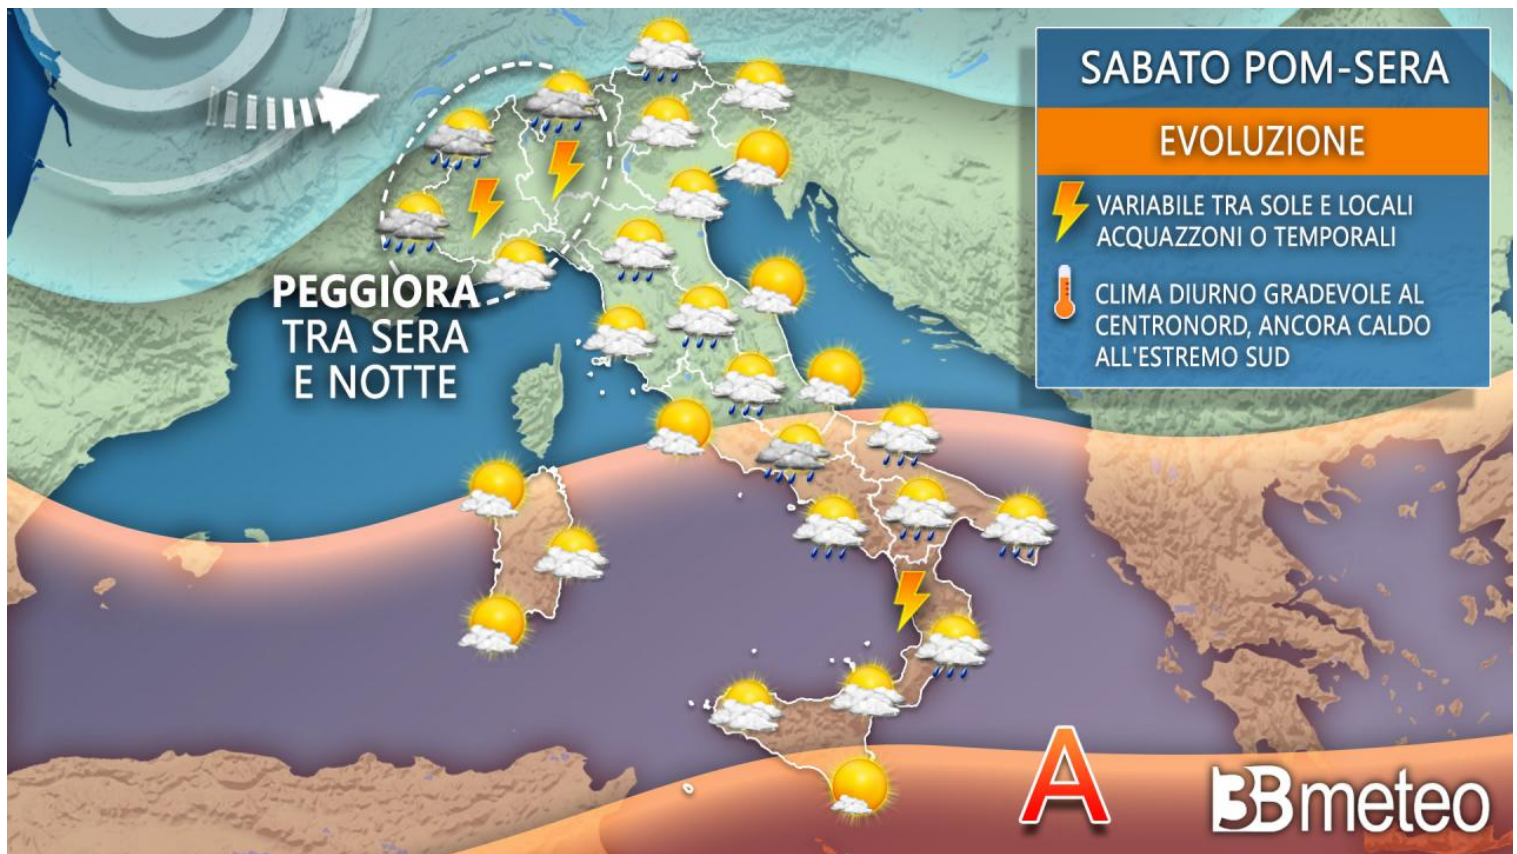 SABATO POM-SERA
EVOLUZIONE
VARIABILE TRA SOLE E LOCALI
ACQUAZZONI O TEMPORALI
CLIMA DIURNO GRADEVOLE AL
CENTRONORD, ANCORA CALDO
ALL'ESTREMO SUD
PEGGIORA
TRA SERA
E NOTTE
A
3Bmeteo